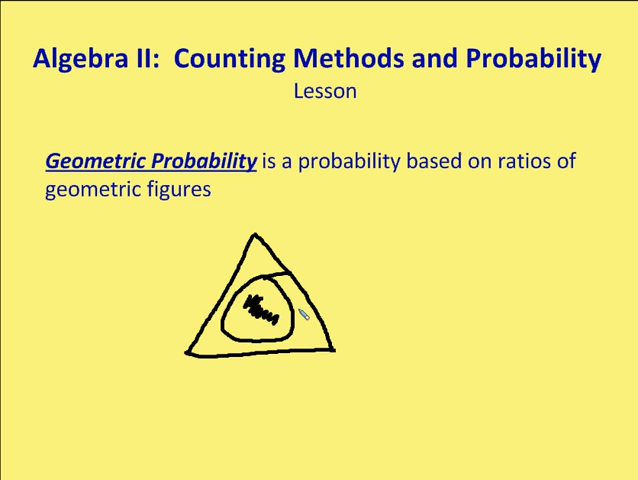 Algebra II:  Counting Methods and Probability
Lesson
Geometric Probability is a probability based on ratios of
geometric figures